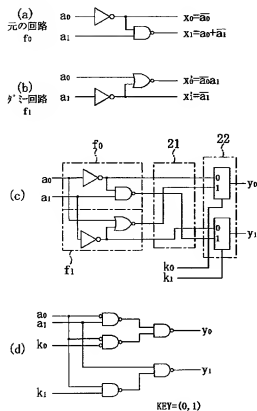 (a)
元の回路
f₀
a₀
a₁
x₀=a̅₀
x₁=a₀+a̅₁
(b)
ダミー回路
f₁
a₀
a₁
x₀'=a̅₀a₁
x₁'=a̅₁
(c)
f₀
21
22
a₀
a₁
0
1
y₀
0
1
y₁
f₁
k₀
k₁
(d)
a₀
a₁
k₀
y₀
y₁
k₁
KEY=(0,1)